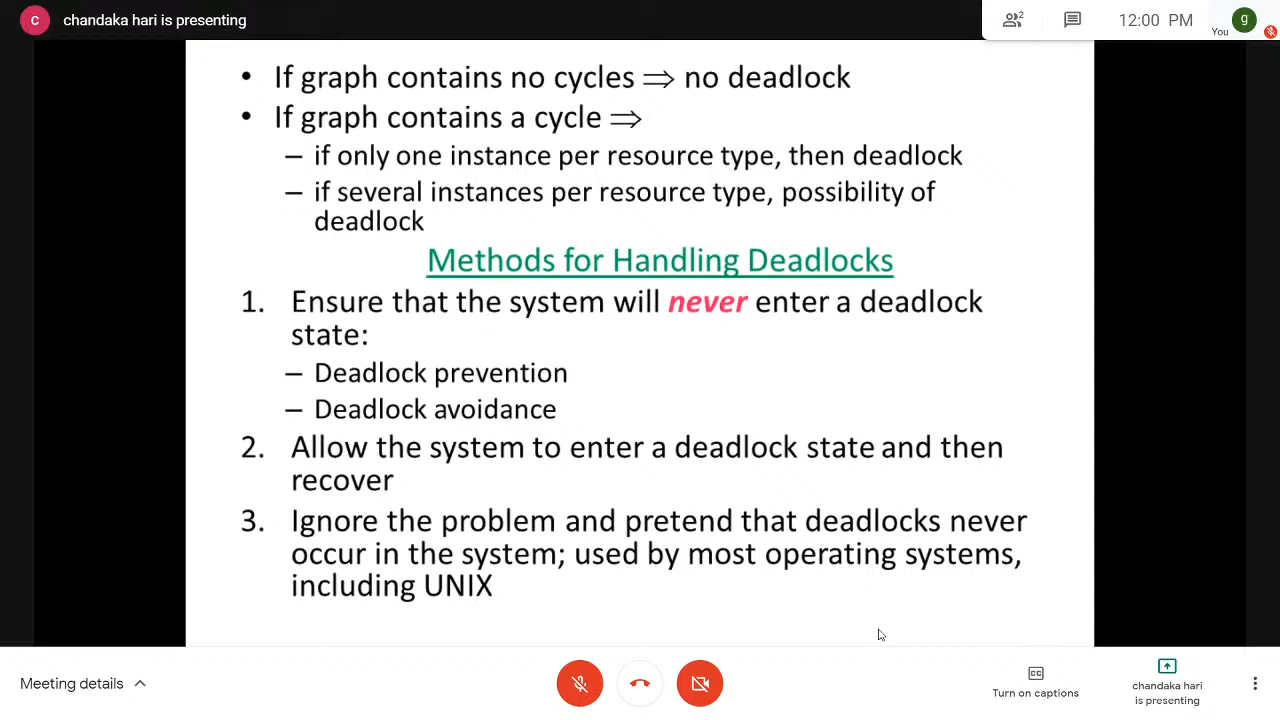 c chandaka hari is presenting
2
12:00 PM
You g
• If graph contains no cycles ⇒ no deadlock
• If graph contains a cycle ⇒
– if only one instance per resource type, then deadlock
– if several instances per resource type, possibility of
deadlock
Methods for Handling Deadlocks
1. Ensure that the system will never enter a deadlock
state:
– Deadlock prevention
– Deadlock avoidance
2. Allow the system to enter a deadlock state and then
recover
3. Ignore the problem and pretend that deadlocks never
occur in the system; used by most operating systems,
including UNIX
Meeting details
CC
Turn on captions
chandaka hari
is presenting